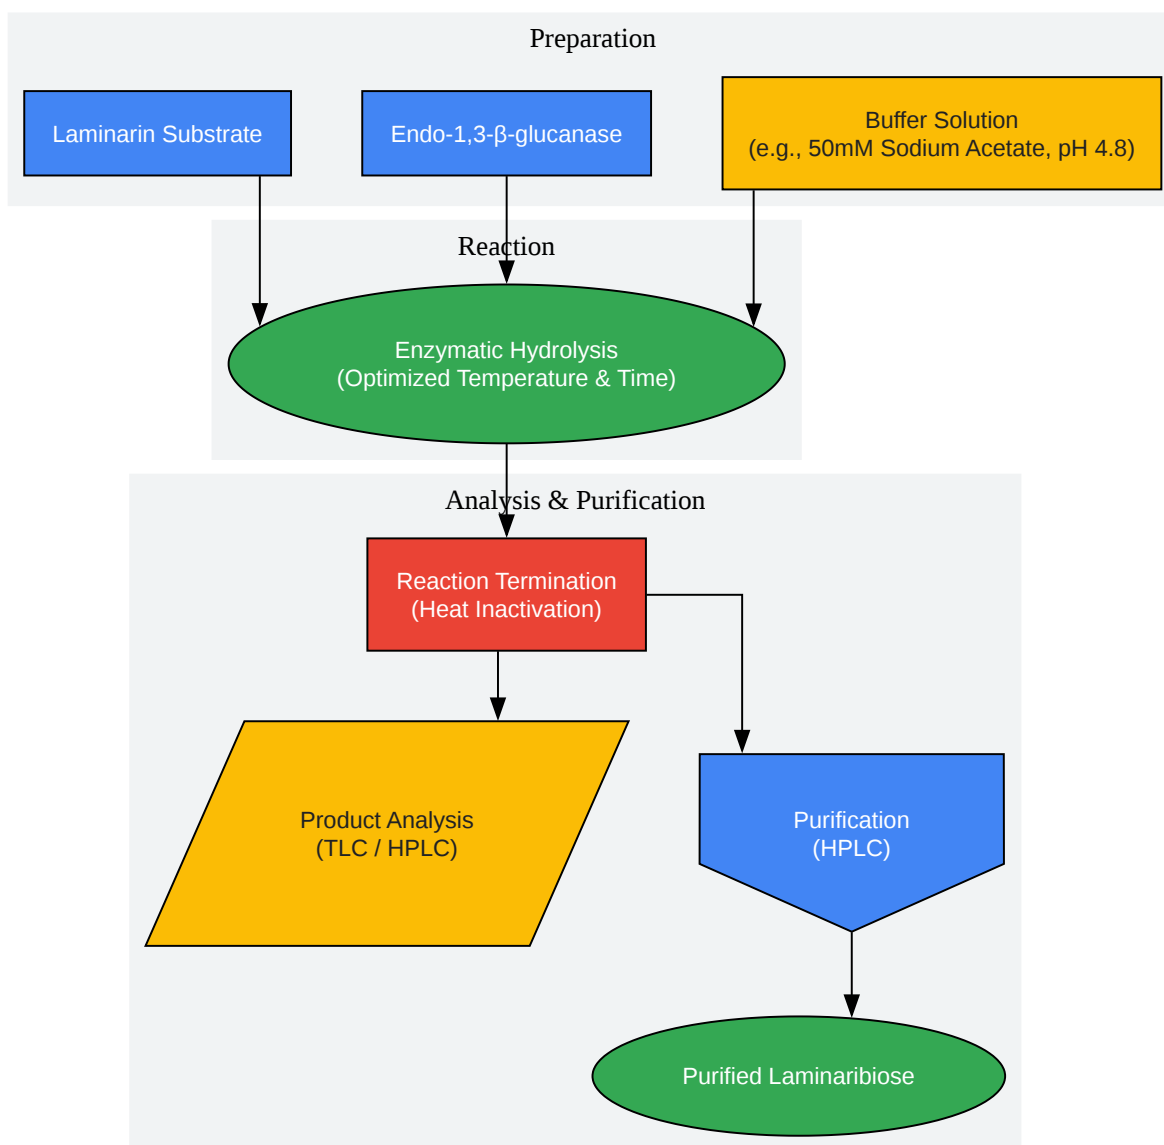 Preparation
Laminarin Substrate
Endo-1,3-β-glucanase
Buffer Solution
(e.g., 50mM Sodium Acetate, pH 4.8)
Reaction
Enzymatic Hydrolysis
(Optimized Temperature & Time)
Analysis & Purification
Reaction Termination
(Heat Inactivation)
Product Analysis
(TLC / HPLC)
Purification
(HPLC)
Purified Laminaribiose